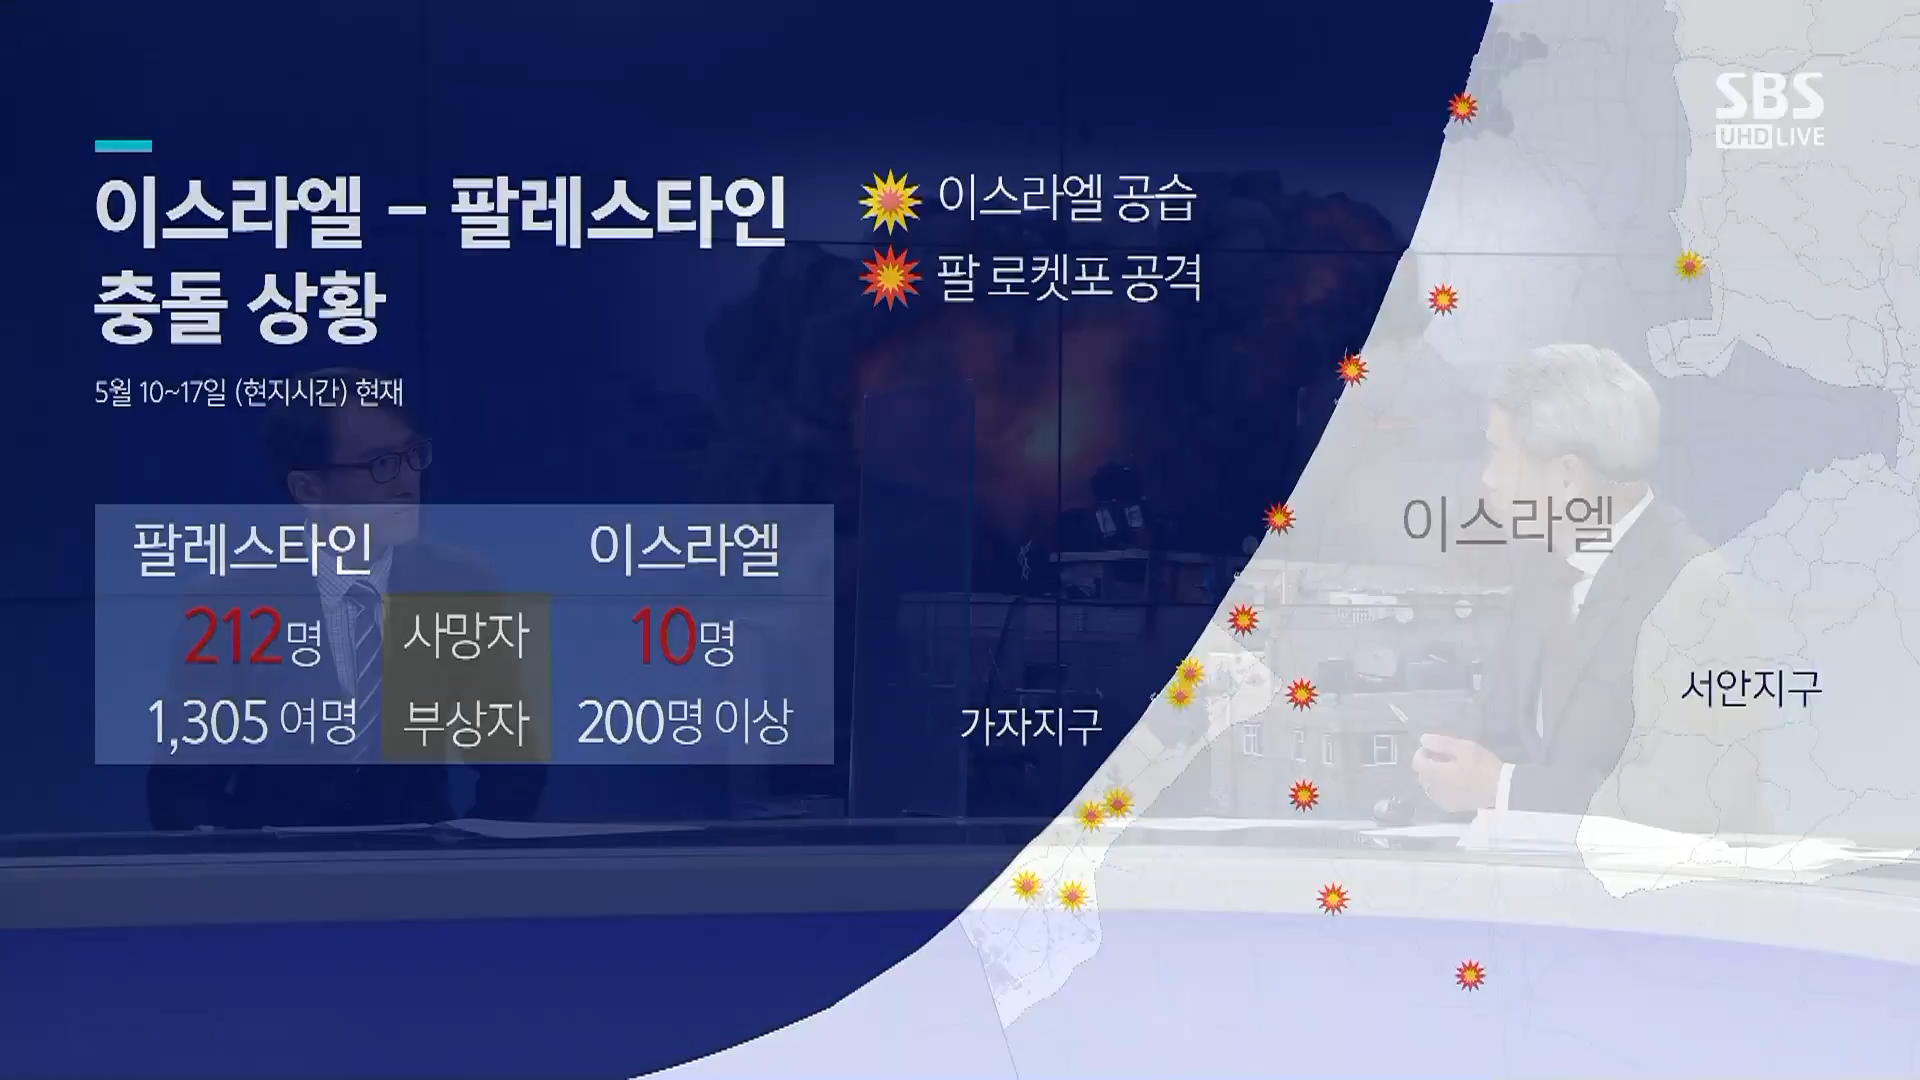 SBS
UHD LIVE
이스라엘 – 팔레스타인
충돌 상황
5월 10~17일 (현지시간) 현재
이스라엘 공습
팔 로켓포 공격
팔레스타인 이스라엘
212명 사망자 10명
1,305여명 부상자 200명 이상
이스라엘
서안지구
가자지구